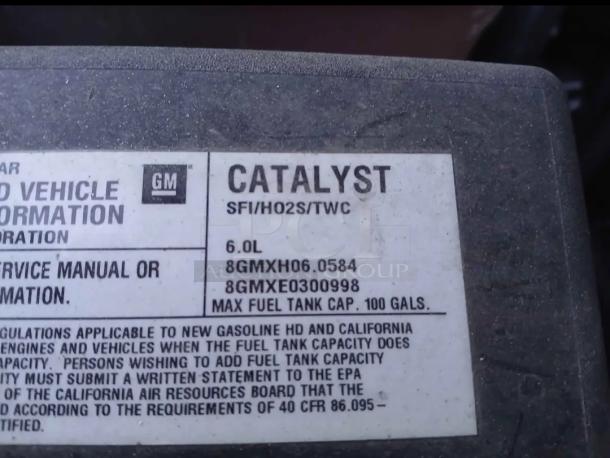 AR
D VEHICLE
ORMATION
ORATION
GM
ERVICE MANUAL OR
MATION.
CATALYST
SFI/HO2S/TWC
6.0L
8GMXH06.0584
8GMXE0300998
MAX FUEL TANK CAP. 100 GALS.
EGULATIONS APPLICABLE TO NEW GASOLINE HD AND CALIFORNIA
ENGINES AND VEHICLES WHEN THE FUEL TANK CAPACITY DOES
APACITY. PERSONS WISHING TO ADD FUEL TANK CAPACITY
ITY MUST SUBMIT A WRITTEN STATEMENT TO THE EPA
OF THE CALIFORNIA AIR RESOURCES BOARD THAT THE
D ACCORDING TO THE REQUIREMENTS OF 40 CFR 86.095–
TIFIED.